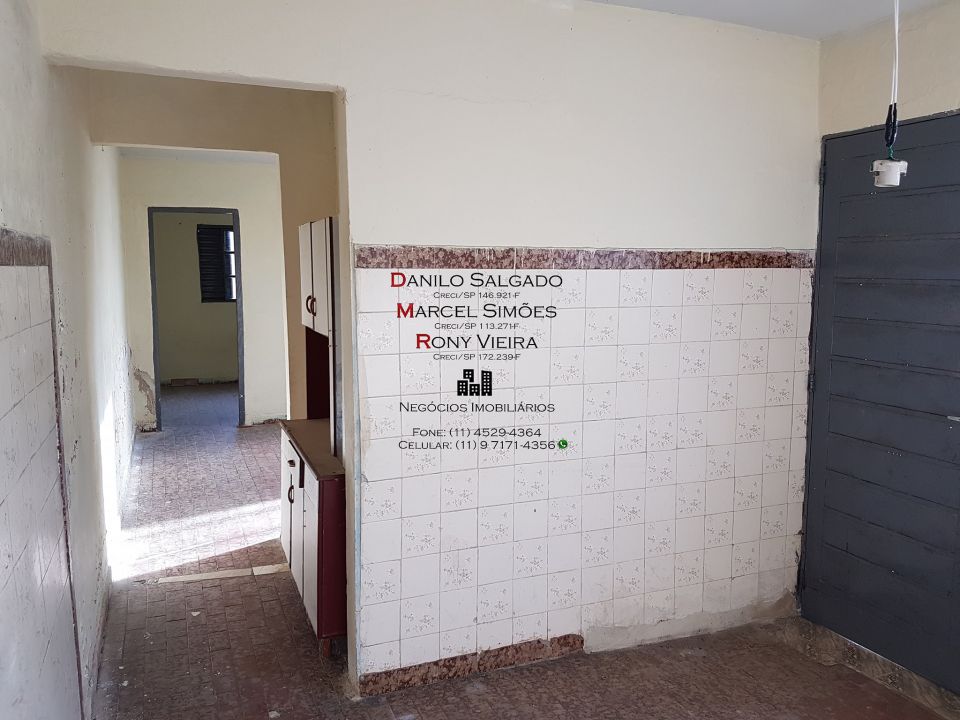 Danilo Salgado
Creci/SP 146.921-F
Marcel Simões
Creci/SP 113.271-F
Rony Vieira
Creci/SP 172.239-F
Negócios Imobiliários
Fone: (11) 4529-4364
Celular: (11) 9 7171-4356